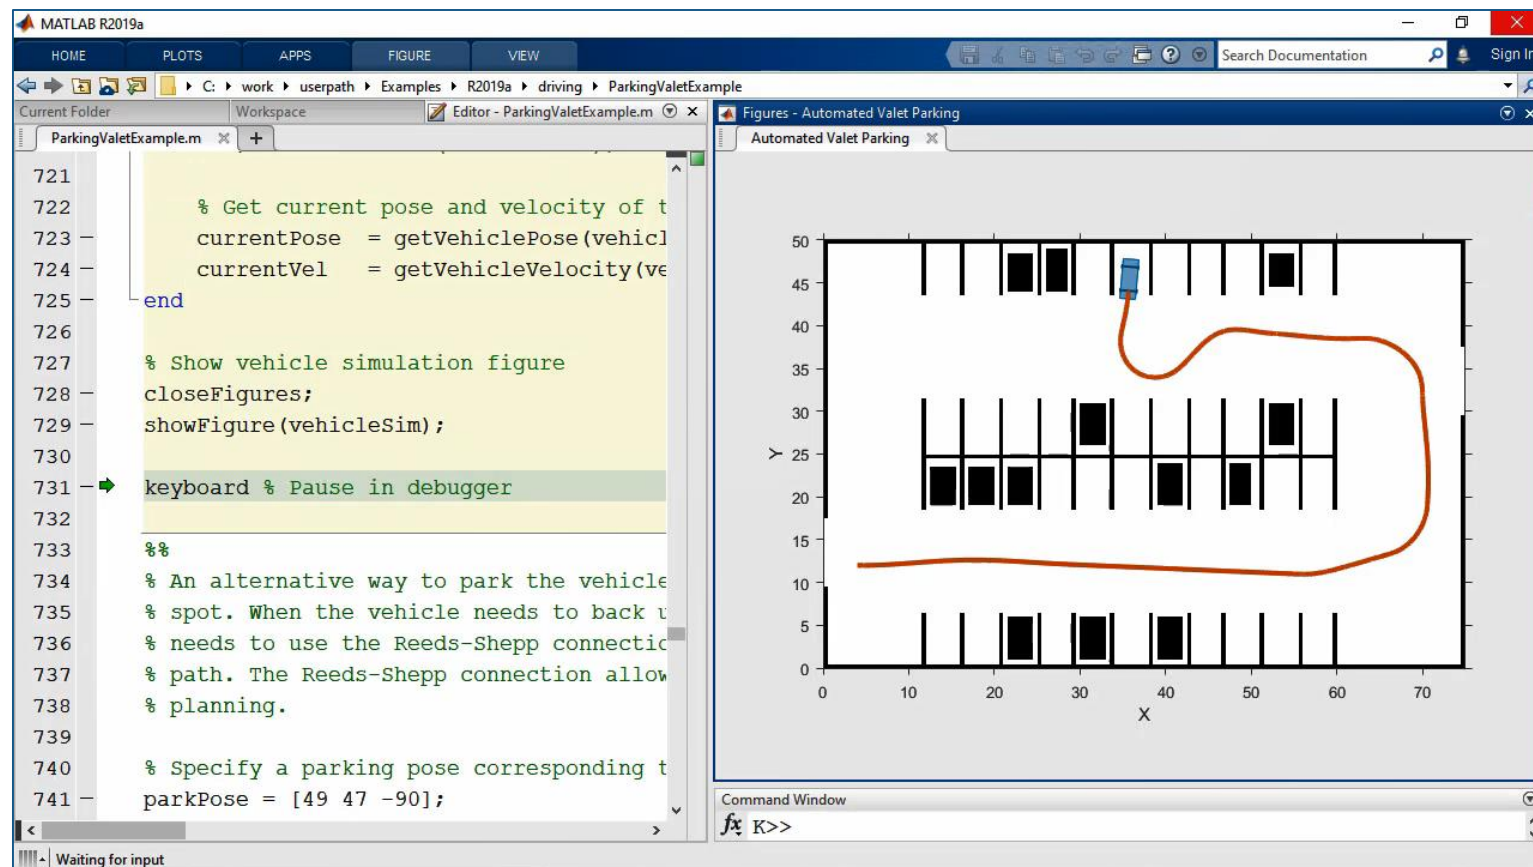 MATLAB R2019a
HOME PLOTS APPS FIGURE VIEW Search Documentation Sign In
C: work userpath Examples R2019a driving ParkingValetExample
Current Folder Workspace Editor - ParkingValetExample.m Figures - Automated Valet Parking
ParkingValetExample.m + Automated Valet Parking
721
722 % Get current pose and velocity of t
723 – currentPose = getVehiclePose(vehicl
724 – currentVel = getVehicleVelocity(ve
725 – end
726
727 % Show vehicle simulation figure
728 – closeFigures;
729 – showFigure(vehicleSim);
730
731 – keyboard % Pause in debugger
732
733 %%
734 % An alternative way to park the vehicle
735 % spot. When the vehicle needs to back u
736 % needs to use the Reeds-Shepp connectio
737 % path. The Reeds-Shepp connection allow
738 % planning.
739
740 % Specify a parking pose corresponding t
741 – parkPose = [49 47 -90];
50
45
40
35
30
Y 25
20
15
10
5
0
0 10 20 30 40 50 60 70
X
Command Window
fx K>>
Waiting for input